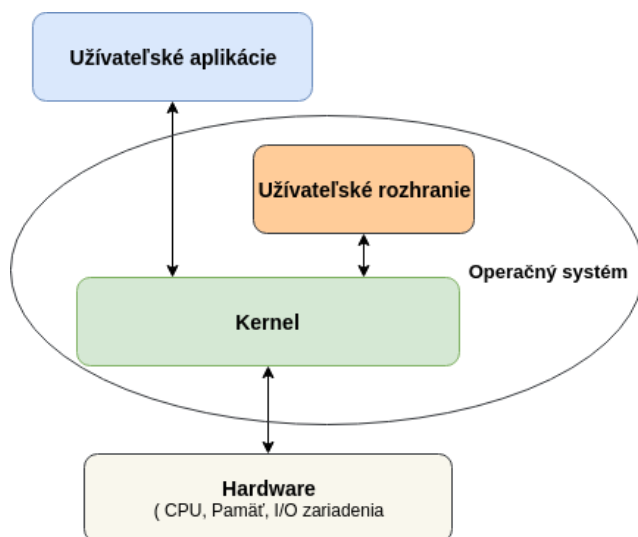 Užívateľské aplikácie
Užívateľské rozhranie
Operačný systém
Kernel
Hardware
( CPU, Pamäť, I/O zariadenia